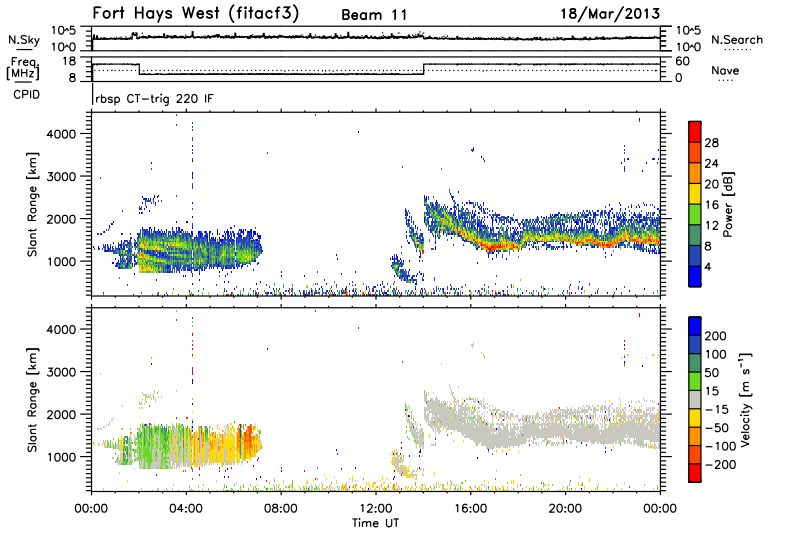 Fort Hays West (fitacf3) Beam 11 18/Mar/2013
N.Sky 10^5 10^0 10^5 10^0 N.Search
Freq. [MHz] 18 8 60 0 Nave
CPID rbsp CT-trig 220 IF
Slant Range [km]
4000
3000
2000
1000
Power [dB]
28
24
20
16
12
8
4
Slant Range [km]
4000
3000
2000
1000
Velocity [m s⁻¹]
200
100
50
15
-15
-50
-100
-200
00:00 04:00 08:00 12:00 16:00 20:00 00:00
Time UT